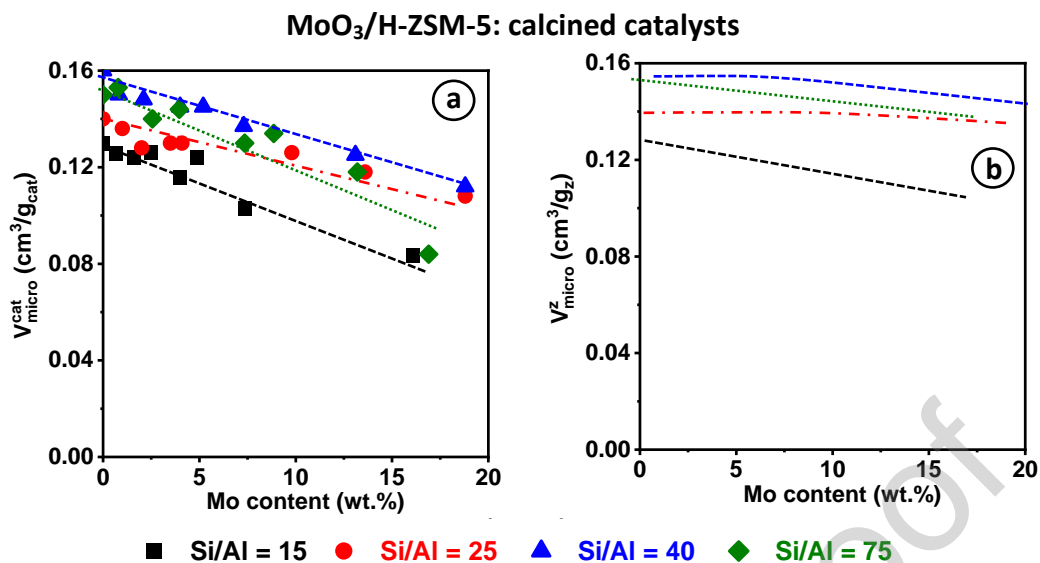 MoO₃/H-ZSM-5: calcined catalysts
a
V^cat_micro (cm³/g_cat)
0.16
0.12
0.08
0.04
0.00
0 5 10 15 20
Mo content (wt.%)
b
V^z_micro (cm³/g_z)
0.16
0.12
0.08
0.04
0.00
0 5 10 15 20
Mo content (wt.%)
Si/Al = 15 Si/Al = 25 Si/Al = 40 Si/Al = 75
oof